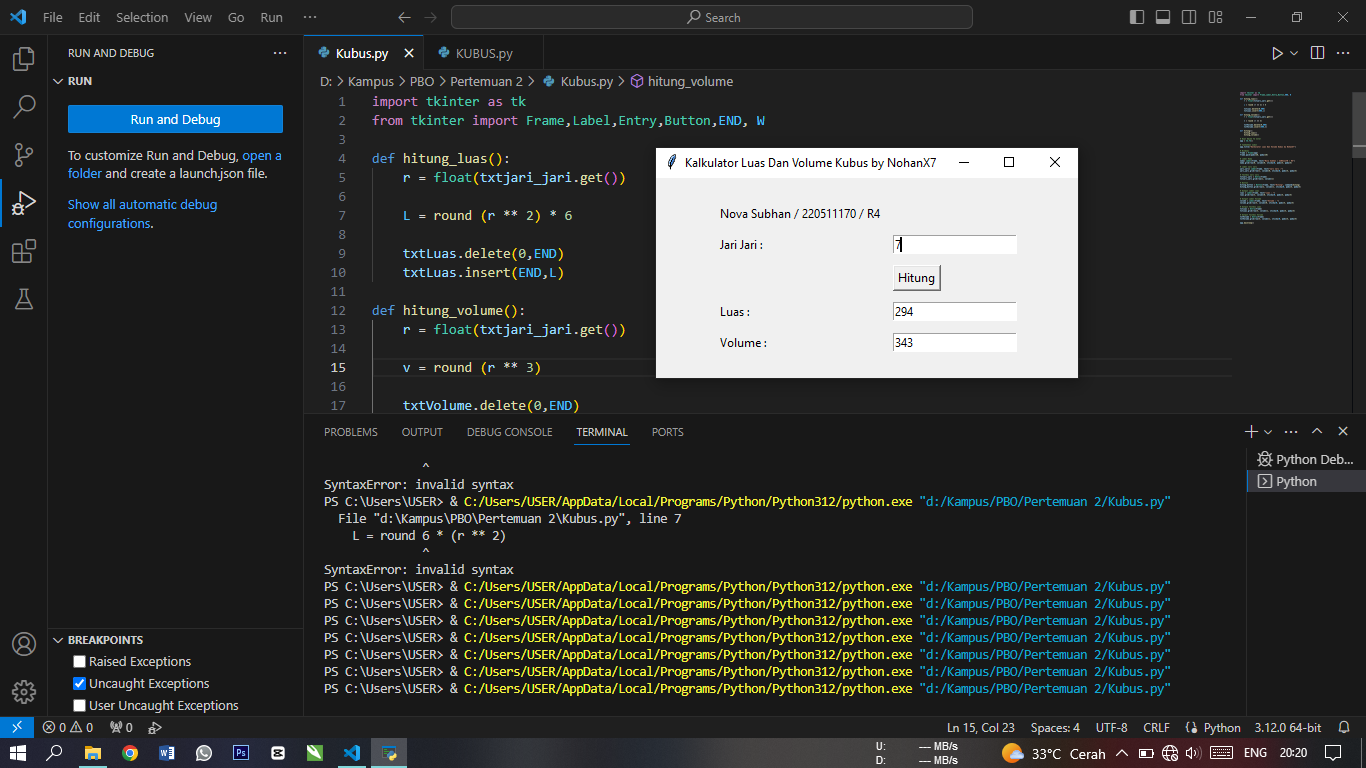 File Edit Selection View Go Run ··· Search
RUN AND DEBUG ···
RUN
Run and Debug
To customize Run and Debug, open a
folder and create a launch.json file.
Show all automatic debug
configurations.
BREAKPOINTS
Raised Exceptions
Uncaught Exceptions
User Uncaught Exceptions
Kubus.py KUBUS.py
D: > Kampus > PBO > Pertemuan 2 > Kubus.py > hitung_volume
1 import tkinter as tk
2 from tkinter import Frame,Label,Entry,Button,END, W
3
4 def hitung_luas():
5 r = float(txtjari_jari.get())
6
7 L = round (r ** 2) * 6
8
9 txtLuas.delete(0,END)
10 txtLuas.insert(END,L)
11
12 def hitung_volume():
13 r = float(txtjari_jari.get())
14
15 v = round (r ** 3)
16
17 txtVolume.delete(0,END)
Kalkulator Luas Dan Volume Kubus by NohanX7
Nova Subhan / 220511170 / R4
Jari Jari : 7
Hitung
Luas : 294
Volume : 343
PROBLEMS OUTPUT DEBUG CONSOLE TERMINAL PORTS
^
SyntaxError: invalid syntax
PS C:\Users\USER> & C:/Users/USER/AppData/Local/Programs/Python/Python312/python.exe "d:/Kampus/PBO/Pertemuan 2/Kubus.py"
File "d:\Kampus\PBO\Pertemuan 2\Kubus.py", line 7
L = round 6 * (r ** 2)
^
SyntaxError: invalid syntax
PS C:\Users\USER> & C:/Users/USER/AppData/Local/Programs/Python/Python312/python.exe "d:/Kampus/PBO/Pertemuan 2/Kubus.py"
PS C:\Users\USER> & C:/Users/USER/AppData/Local/Programs/Python/Python312/python.exe "d:/Kampus/PBO/Pertemuan 2/Kubus.py"
PS C:\Users\USER> & C:/Users/USER/AppData/Local/Programs/Python/Python312/python.exe "d:/Kampus/PBO/Pertemuan 2/Kubus.py"
PS C:\Users\USER> & C:/Users/USER/AppData/Local/Programs/Python/Python312/python.exe "d:/Kampus/PBO/Pertemuan 2/Kubus.py"
PS C:\Users\USER> & C:/Users/USER/AppData/Local/Programs/Python/Python312/python.exe "d:/Kampus/PBO/Pertemuan 2/Kubus.py"
PS C:\Users\USER> & C:/Users/USER/AppData/Local/Programs/Python/Python312/python.exe "d:/Kampus/PBO/Pertemuan 2/Kubus.py"
PS C:\Users\USER> & C:/Users/USER/AppData/Local/Programs/Python/Python312/python.exe "d:/Kampus/PBO/Pertemuan 2/Kubus.py"
Python Deb...
Python
0 0 0 Ln 15, Col 23 Spaces: 4 UTF-8 CRLF Python 3.12.0 64-bit
U: --- MB/s
D: --- MB/s
33°C Cerah ENG 20:20